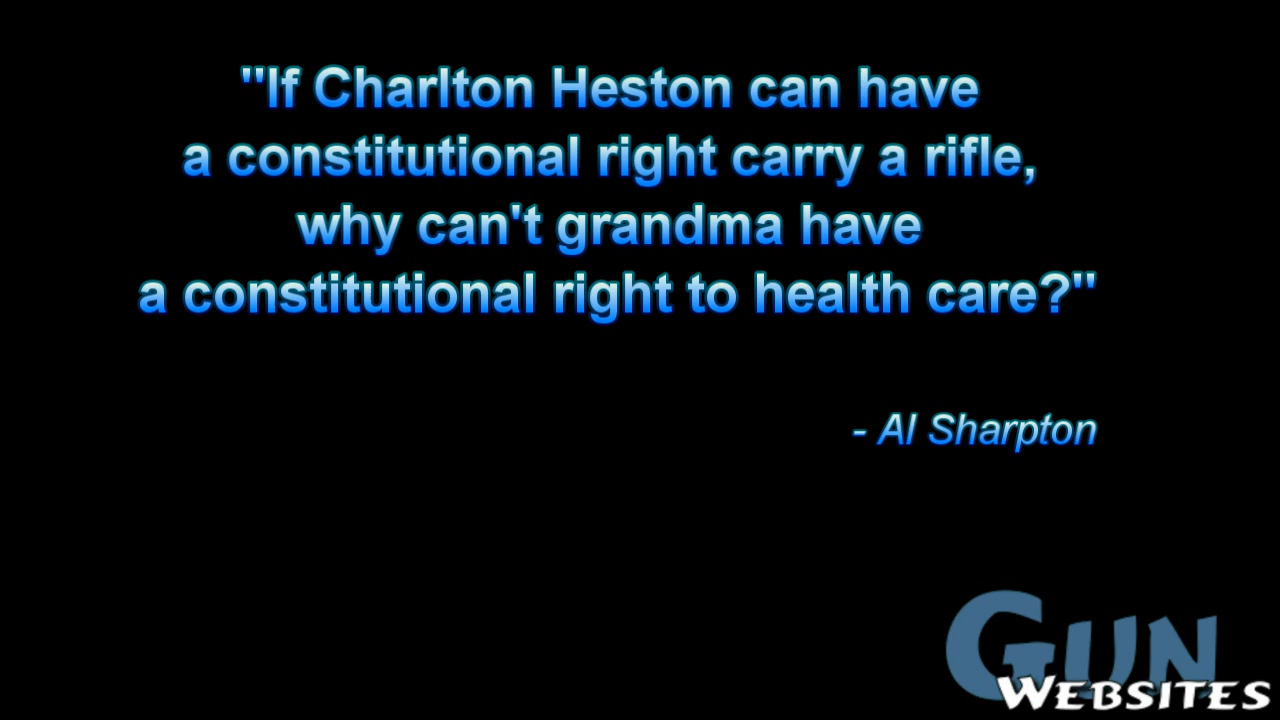 "If Charlton Heston can have
a constitutional right carry a rifle,
why can't grandma have
a constitutional right to health care?"
- Al Sharpton
GUN
WEBSITES